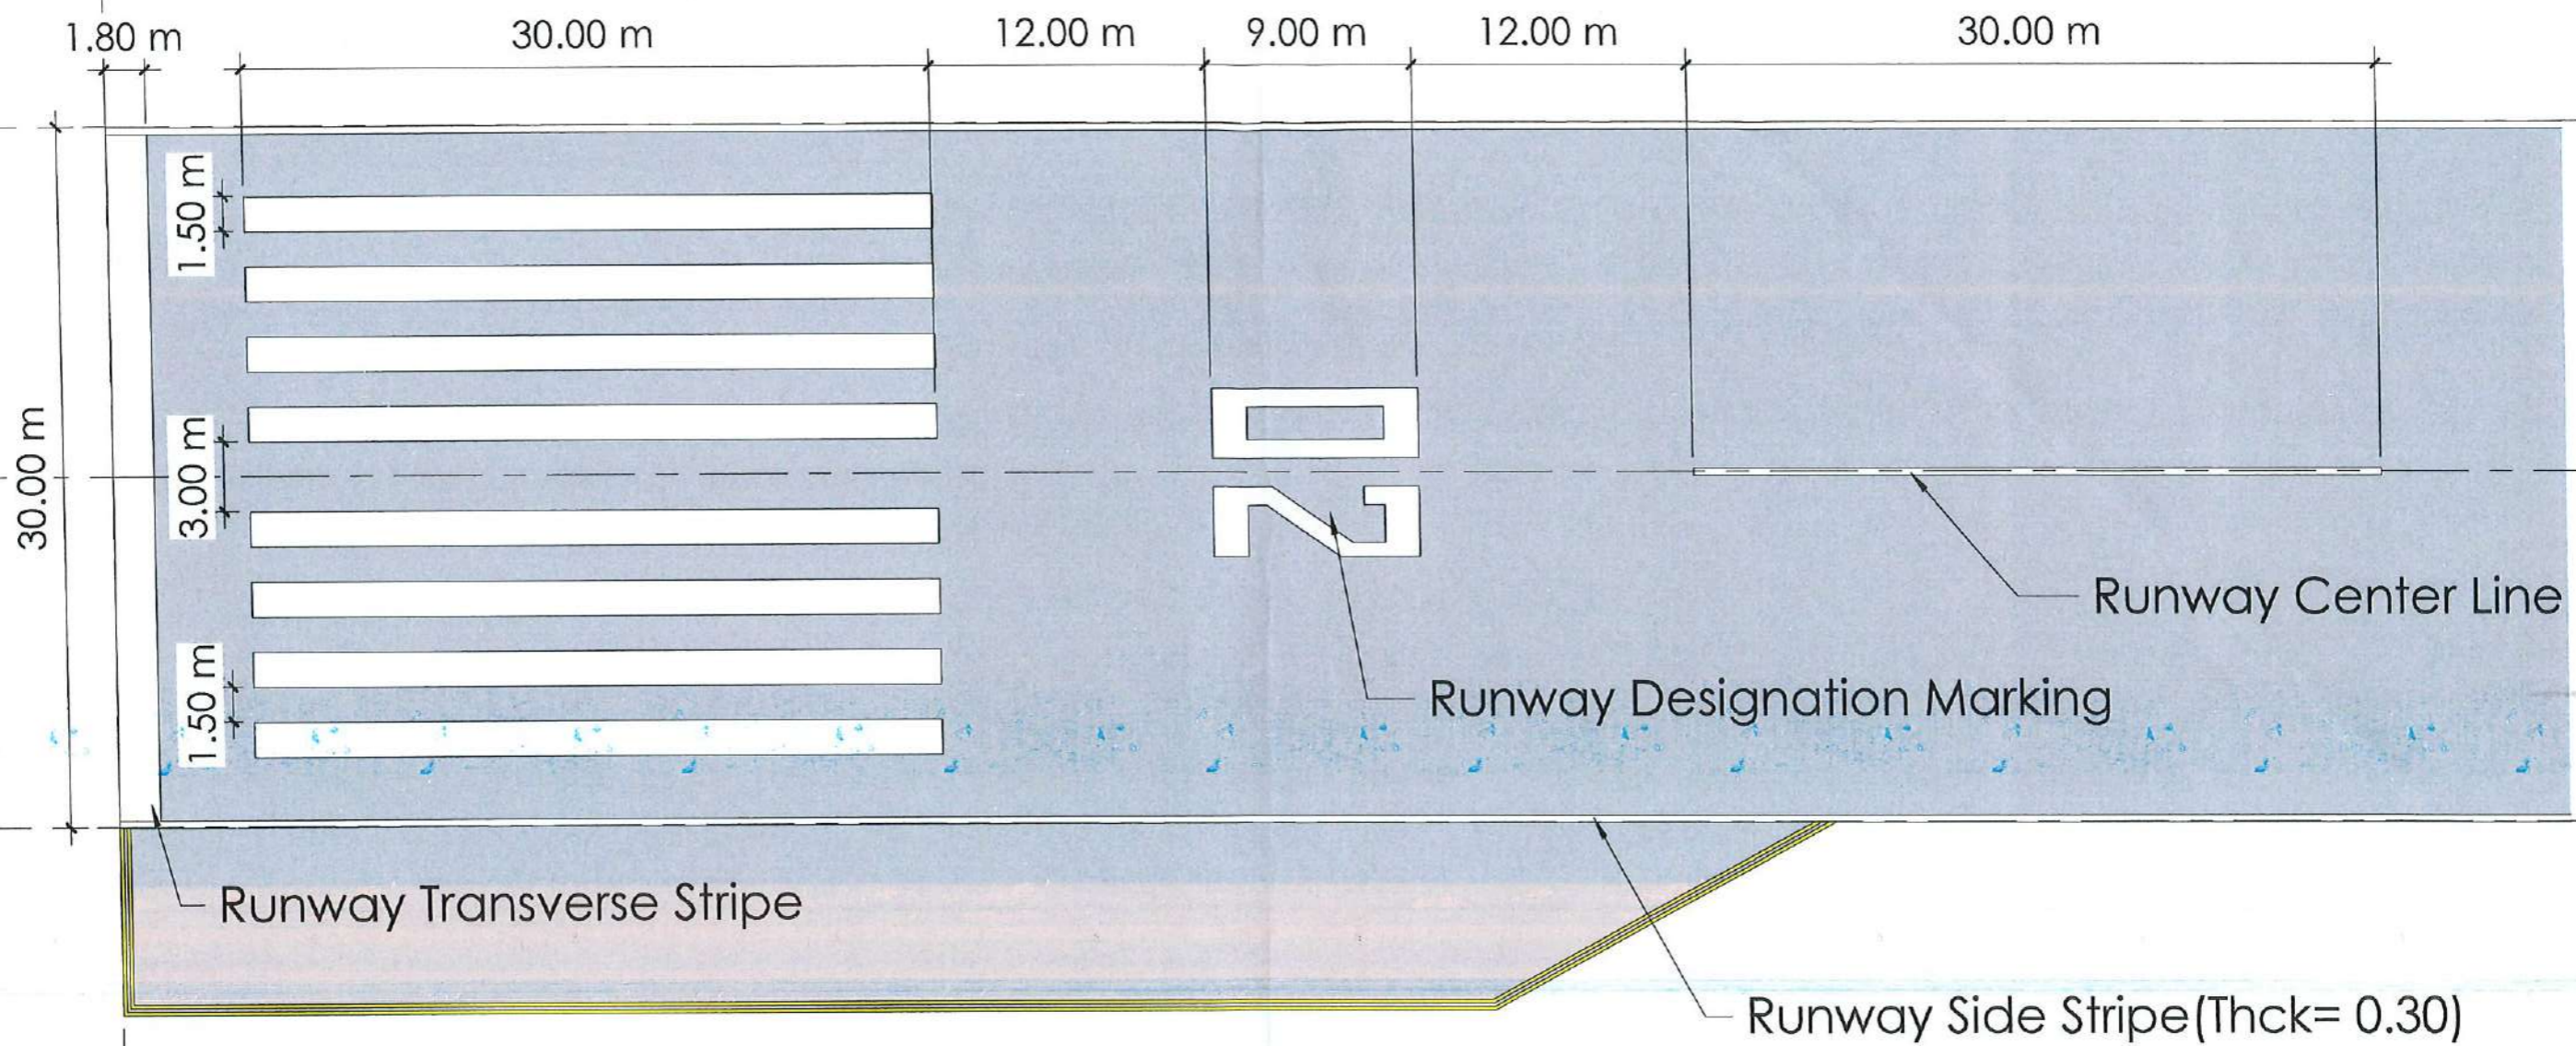 1.80 m
30.00 m
12.00 m
9.00 m
12.00 m
30.00 m
1.50 m
3.00 m
30.00 m
1.50 m
02
Runway Center Line
Runway Designation Marking
Runway Transverse Stripe
Runway Side Stripe(Thck= 0.30)